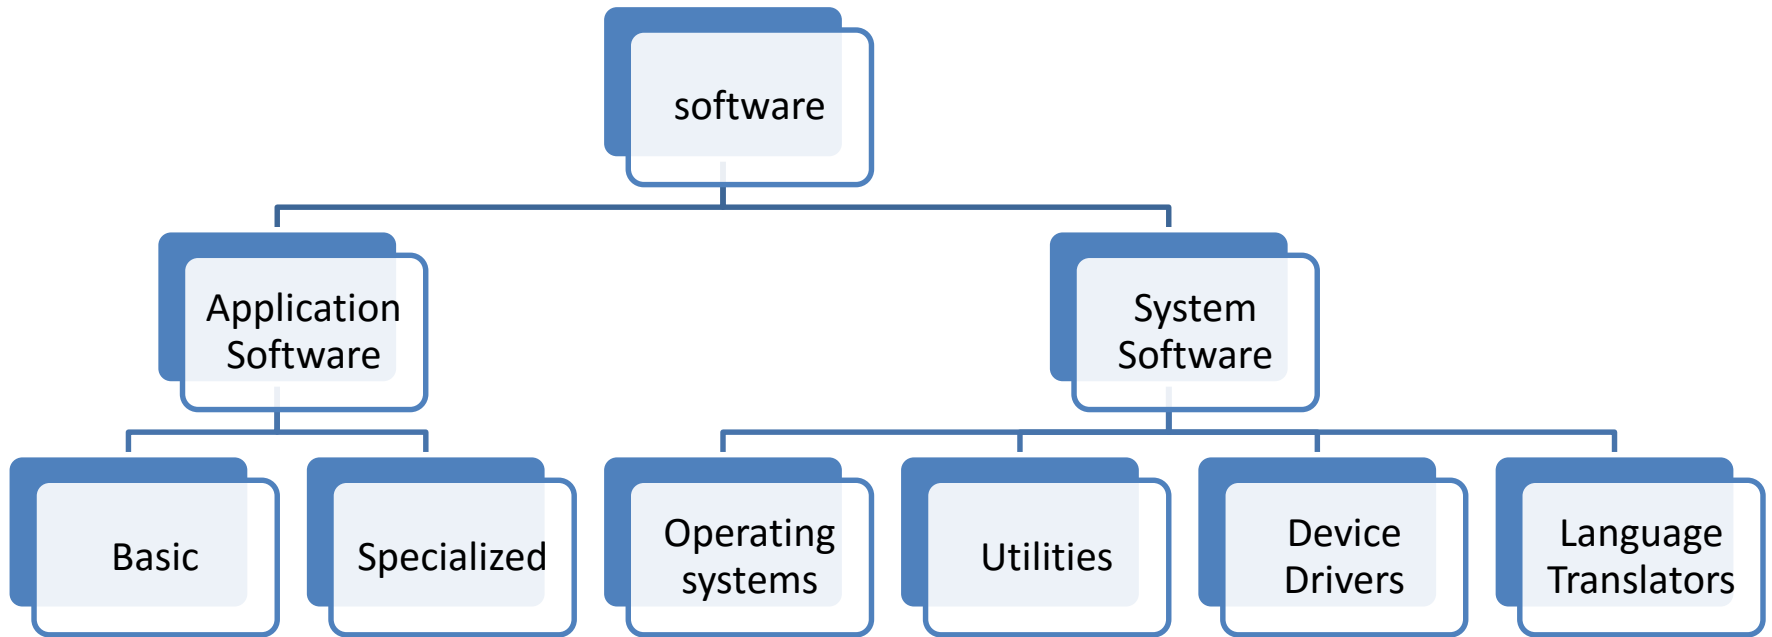 software
Application
Software
System
Software
Basic
Specialized
Operating
systems
Utilities
Device
Drivers
Language
Translators